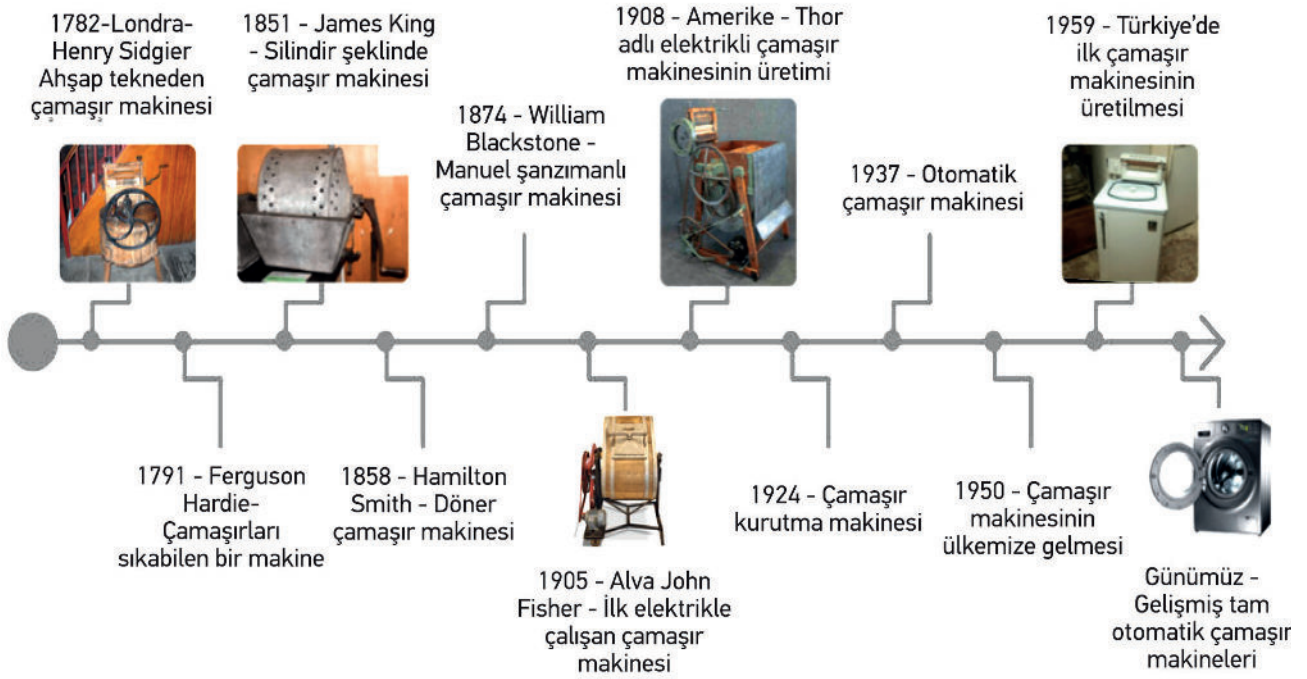 1782-Londra-
Henry Sidgier
Ahşap tekneden
çamaşır makinesi
1791 - Ferguson
Hardie-
Çamaşırları
sıkabilen bir makine
1851 - James King
- Silindir şeklinde
çamaşır makinesi
1858 - Hamilton
Smith - Döner
çamaşır makinesi
1874 - William
Blackstone -
Manuel şanzımanlı
çamaşır makinesi
1905 - Alva John
Fisher - İlk elektrikle
çalışan çamaşır
makinesi
1908 - Amerike - Thor
adlı elektrikli çamaşır
makinesinin üretimi
1924 - Çamaşır
kurutma makinesi
1937 - Otomatik
çamaşır makinesi
1950 - Çamaşır
makinesinin
ülkemize gelmesi
1959 - Türkiye’de
ilk çamaşır
makinesinin
üretilmesi
Günümüz -
Gelişmiş tam
otomatik çamaşır
makineleri